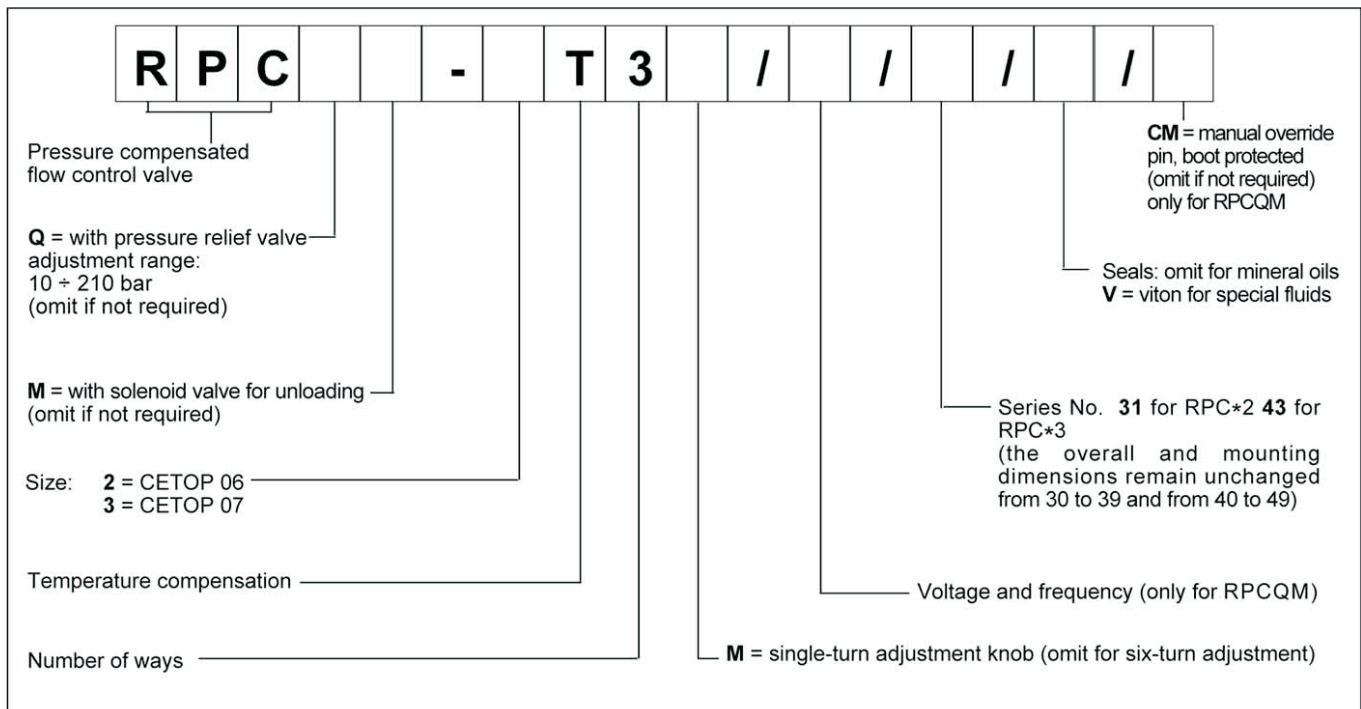 R P C - T 3 / / / /
Pressure compensated
flow control valve
Q = with pressure relief valve
adjustment range:
10 ÷ 210 bar
(omit if not required)
M = with solenoid valve for unloading
(omit if not required)
Size: 2 = CETOP 06
3 = CETOP 07
Temperature compensation
Number of ways
CM = manual override
pin, boot protected
(omit if not required)
only for RPCQM
Seals: omit for mineral oils
V = viton for special fluids
Series No. 31 for RPC*2 43 for
RPC*3
(the overall and mounting
dimensions remain unchanged
from 30 to 39 and from 40 to 49)
Voltage and frequency (only for RPCQM)
M = single-turn adjustment knob (omit for six-turn adjustment)